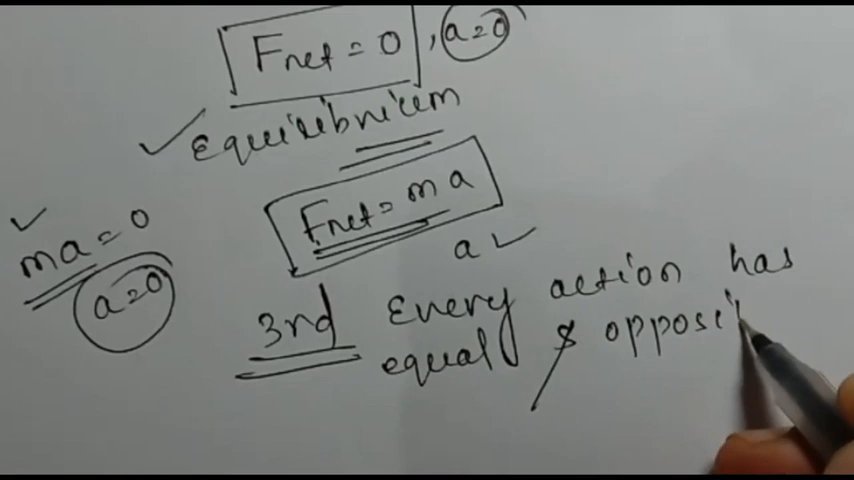 Fnet = 0 , a=0
Equilibrium
Fnet = ma
ma = 0
a=0
a
3rd Every action has
equal & opposi